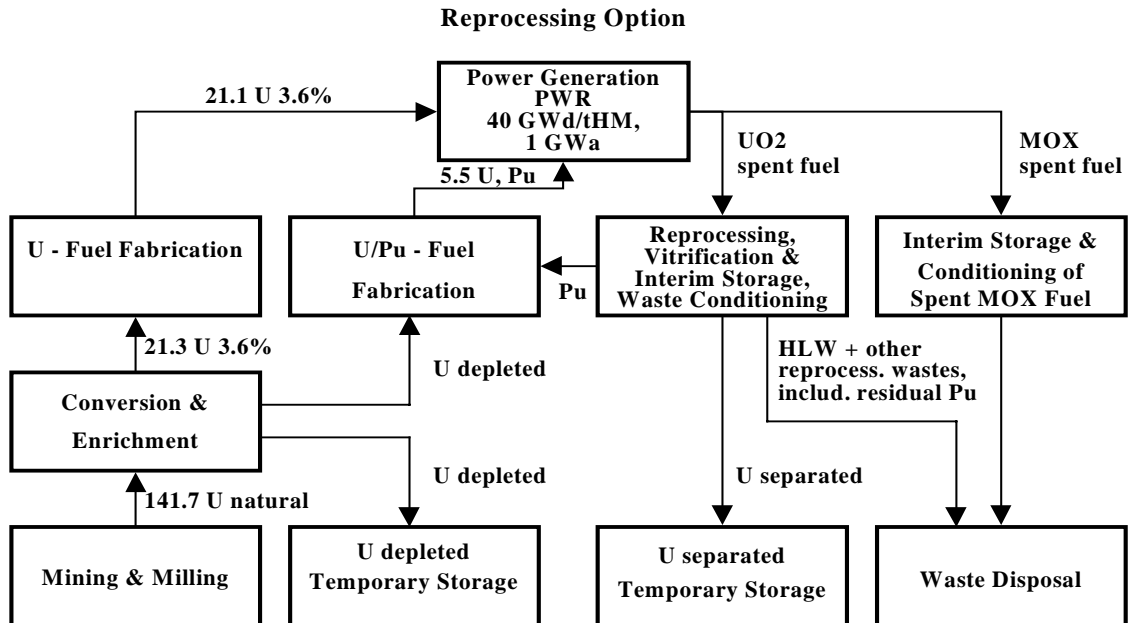 Reprocessing Option
Power Generation
PWR
40 GWd/tHM,
1 GWa
21.1 U 3.6%
5.5 U, Pu
UO2
spent fuel
MOX
spent fuel
U - Fuel Fabrication
U/Pu - Fuel
Fabrication
Pu
Reprocessing,
Vitrification &
Interim Storage,
Waste Conditioning
Interim Storage &
Conditioning of
Spent MOX Fuel
21.3 U 3.6%
U depleted
HLW + other
reprocess. wastes,
includ. residual Pu
Conversion &
Enrichment
U depleted
U separated
141.7 U natural
Mining & Milling
U depleted
Temporary Storage
U separated
Temporary Storage
Waste Disposal